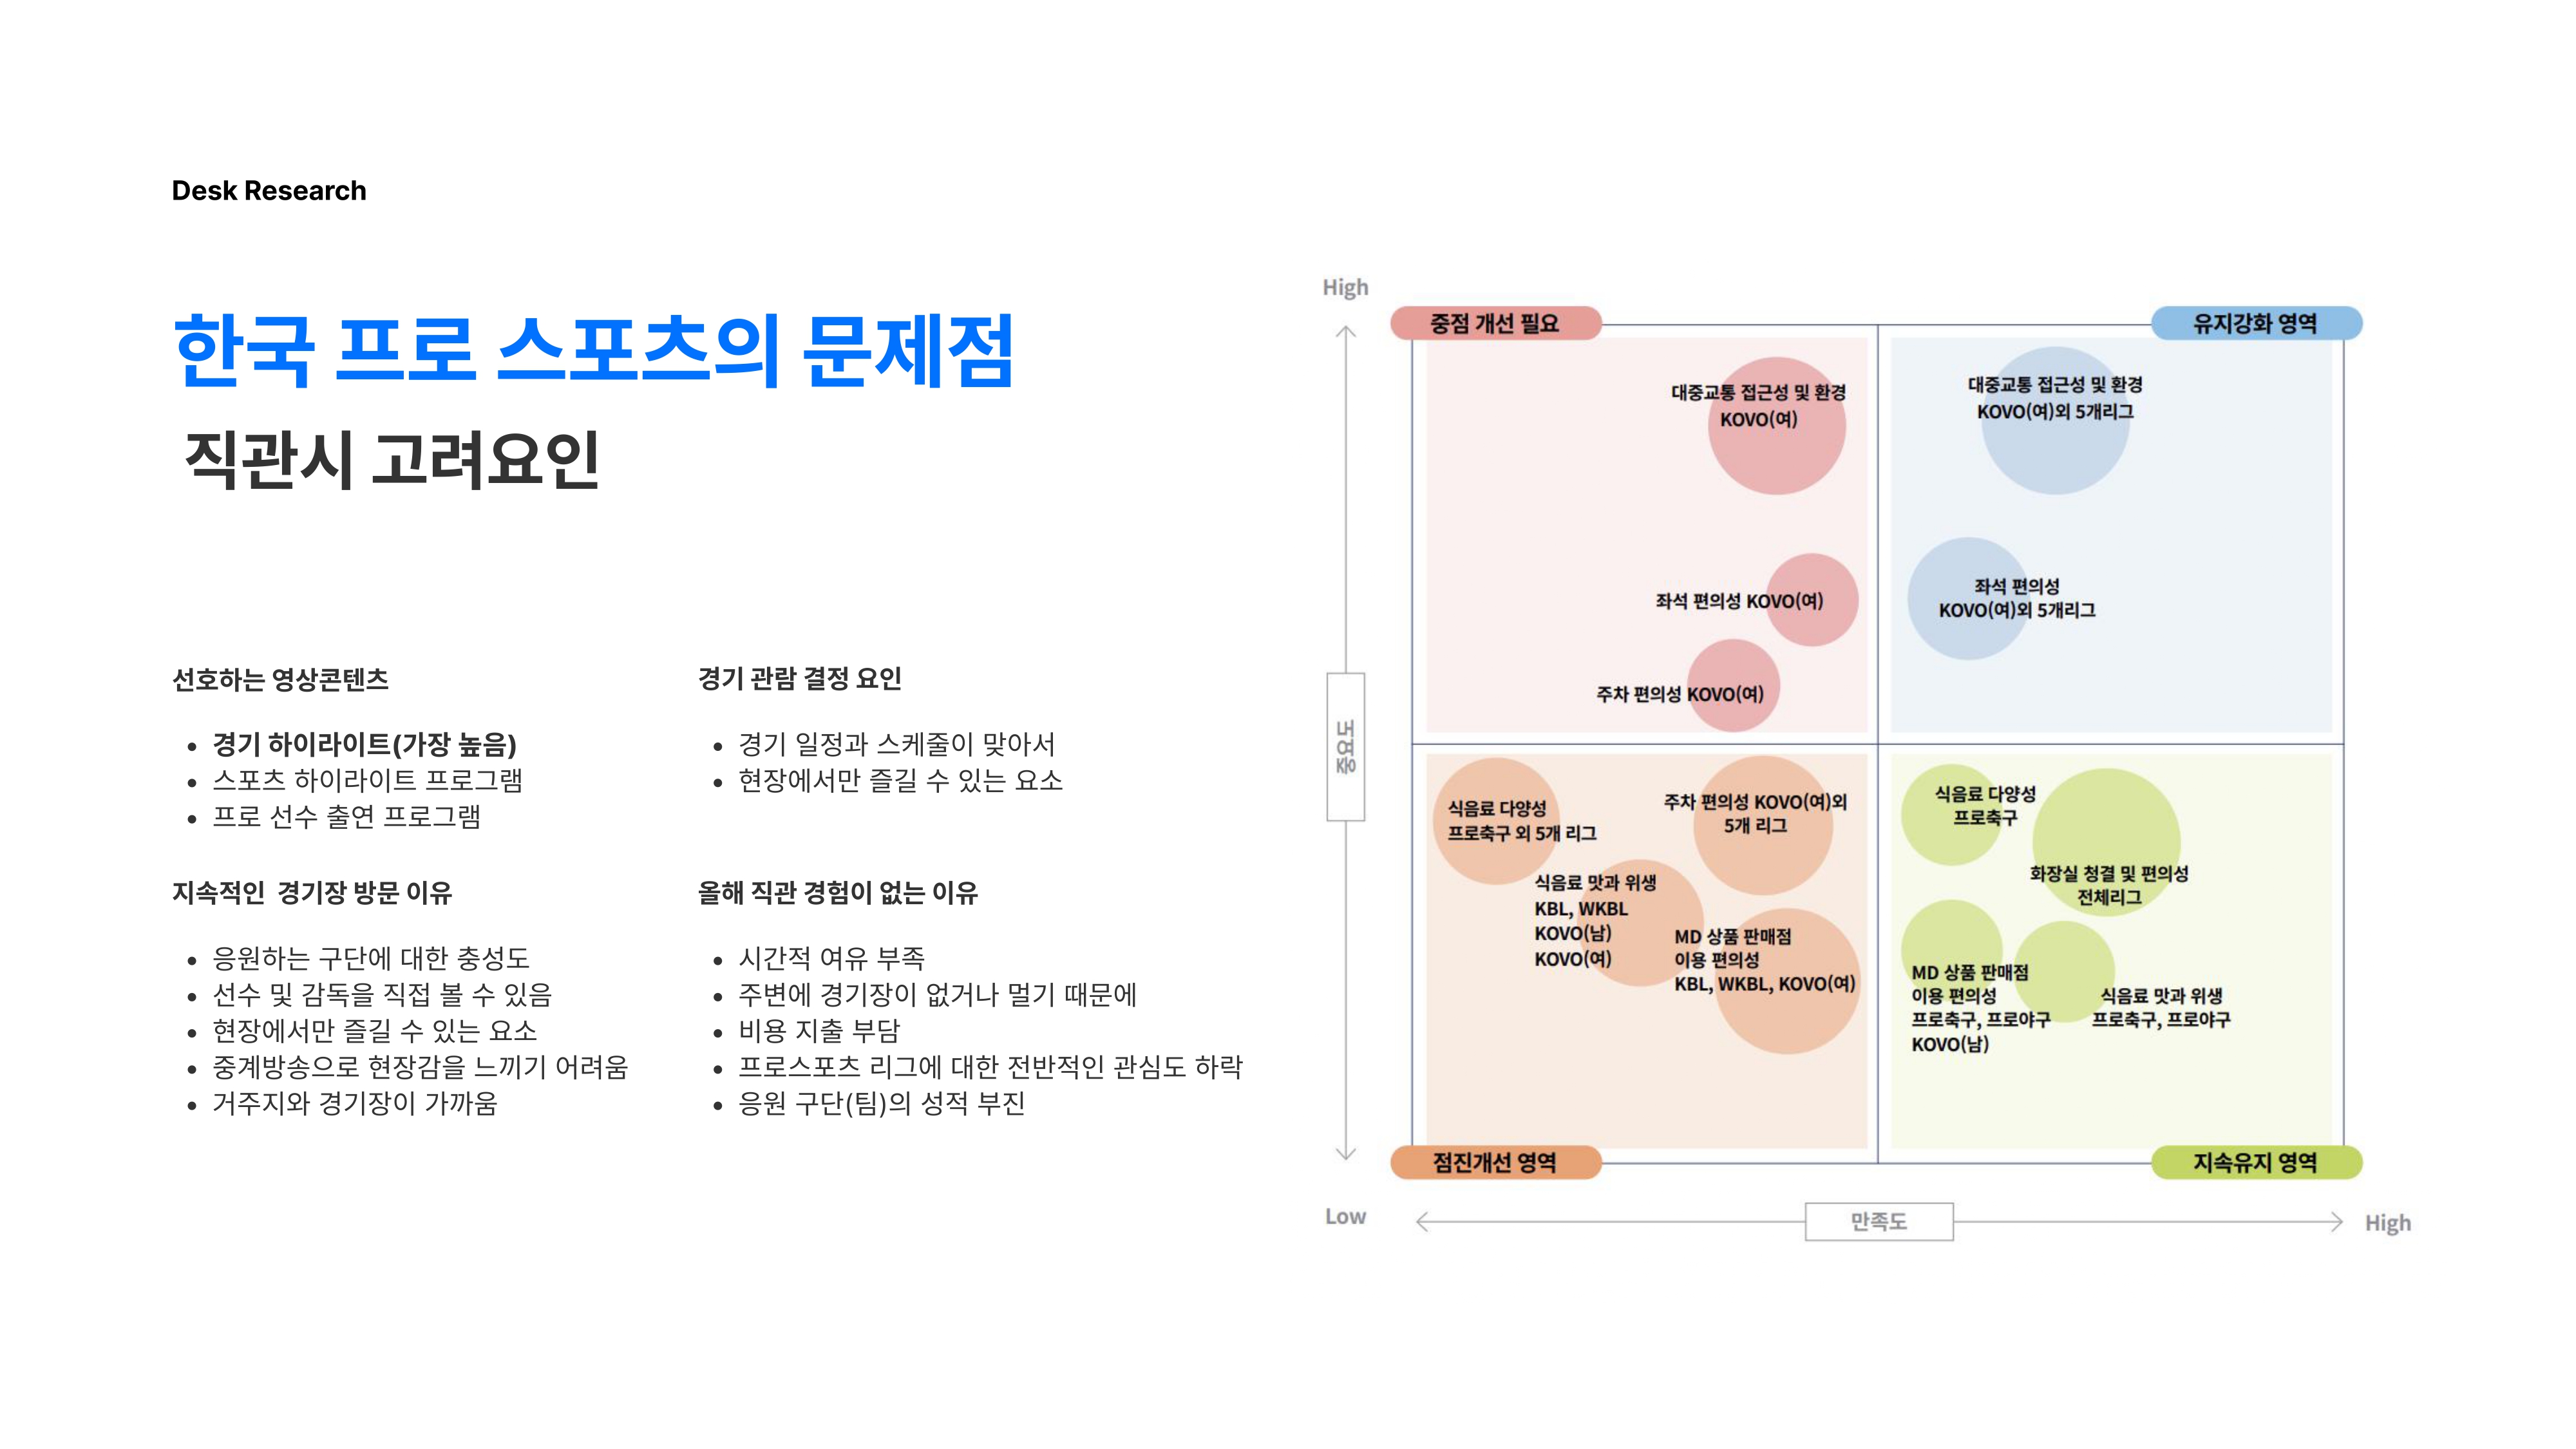 Desk Research
한국 프로 스포츠의 문제점
직관시 고려요인
선호하는 영상콘텐츠
• 경기 하이라이트(가장 높음)
• 스포츠 하이라이트 프로그램
• 프로 선수 출연 프로그램
경기 관람 결정 요인
• 경기 일정과 스케줄이 맞아서
• 현장에서만 즐길 수 있는 요소
지속적인 경기장 방문 이유
• 응원하는 구단에 대한 충성도
• 선수 및 감독을 직접 볼 수 있음
• 현장에서만 즐길 수 있는 요소
• 중계방송으로 현장감을 느끼기 어려움
• 거주지와 경기장이 가까움
올해 직관 경험이 없는 이유
• 시간적 여유 부족
• 주변에 경기장이 없거나 멀기 때문에
• 비용 지출 부담
• 프로스포츠 리그에 대한 전반적인 관심도 하락
• 응원 구단(팀)의 성적 부진
High
중요도
Low
만족도
High
중점 개선 필요
대중교통 접근성 및 환경
KOVO(여)
좌석 편의성 KOVO(여)
주차 편의성 KOVO(여)
유지강화 영역
대중교통 접근성 및 환경
KOVO(여)외 5개리그
좌석 편의성
KOVO(여)외 5개리그
식음료 다양성
프로축구 외 5개 리그
주차 편의성 KOVO(여)외
5개 리그
식음료 맛과 위생
KBL, WKBL
KOVO(남)
KOVO(여)
MD 상품 판매점
이용 편의성
KBL, WKBL, KOVO(여)
점진개선 영역
식음료 다양성
프로축구
화장실 청결 및 편의성
전체리그
MD 상품 판매점
이용 편의성
프로축구, 프로야구
KOVO(남)
식음료 맛과 위생
프로축구, 프로야구
지속유지 영역